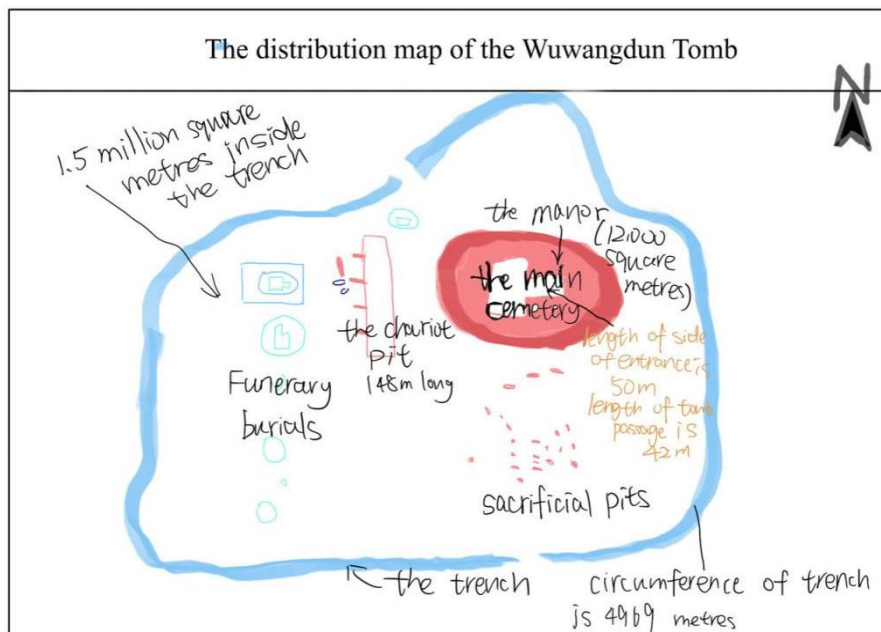 The distribution map of the Wuwangdun Tomb
N
1.5 million square
metres inside
the trench
the manor
(12,000
square
metres)
the main
cemetery
the chariot
pit
148m long
length of side
of entrance is
50m
length of tomb
passage is
42m
Funerary
burials
sacrificial pits
the trench
circumference of trench
is 4969 metres